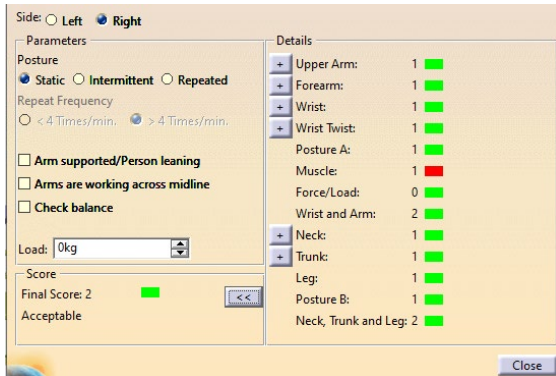 Side: Left Right
Parameters
Posture
Static Intermittent Repeated
Repeat Frequency
< 4 Times/min. > 4 Times/min.
Arm supported/Person leaning
Arms are working across midline
Check balance
Load: 0kg
Score
Final Score: 2
<<
Acceptable
Details
+ Upper Arm: 1
+ Forearm: 1
+ Wrist: 1
+ Wrist Twist: 1
Posture A: 1
Muscle: 1
Force/Load: 0
Wrist and Arm: 2
+ Neck: 1
+ Trunk: 1
Leg: 1
Posture B: 1
Neck, Trunk and Leg: 2
Close